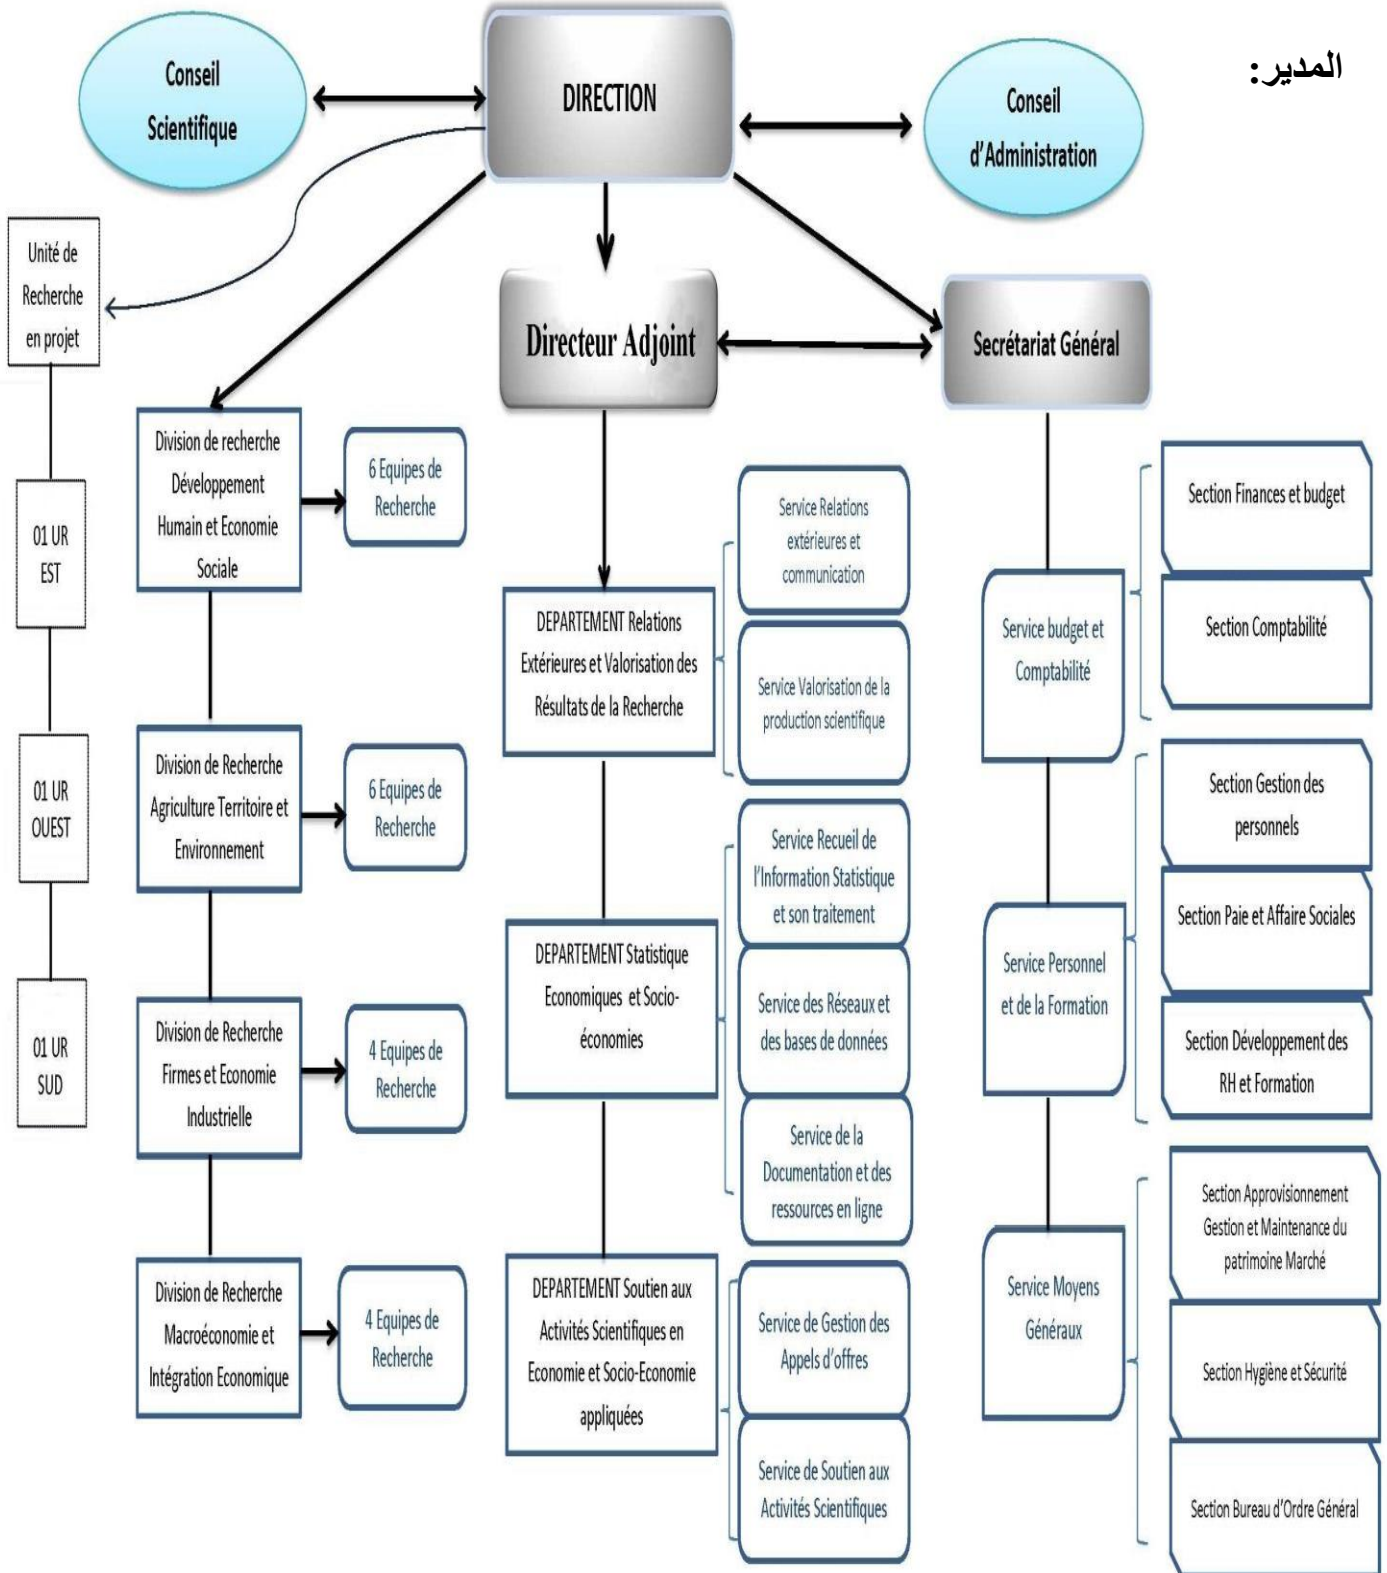 المدير:
Conseil
Scientifique
DIRECTION
Conseil
d'Administration
Unité de
Recherche
en projet
Directeur Adjoint
Secrétariat Général
01 UR
EST
01 UR
OUEST
01 UR
SUD
Division de recherche
Développement
Humain et Economie
Sociale
6 Equipes de
Recherche
Division de Recherche
Agriculture Territoire et
Environnement
6 Equipes de
Recherche
Division de Recherche
Firmes et Economie
Industrielle
4 Equipes de
Recherche
Division de Recherche
Macroéconomie et
Intégration Economique
4 Equipes de
Recherche
DEPARTEMENT Relations
Extérieures et Valorisation des
Résultats de la Recherche
Service Relations
extérieures et
communication
Service Valorisation de la
production scientifique
DEPARTEMENT Statistique
Economiques et Socio-
économies
Service Recueil de
l'Information Statistique
et son traitement
Service des Réseaux et
des bases de données
Service de la
Documentation et des
ressources en ligne
DEPARTEMENT Soutien aux
Activités Scientifiques en
Economie et Socio-Economie
appliquées
Service de Gestion des
Appels d'offres
Service de Soutien aux
Activités Scientifiques
Service budget et
Comptabilité
Section Finances et budget
Section Comptabilité
Service Personnel
et de la Formation
Section Gestion des
personnels
Section Paie et Affaire Sociales
Section Développement des
RH et Formation
Service Moyens
Généraux
Section Approvisionnement
Gestion et Maintenance du
patrimoine Marché
Section Hygiène et Sécurité
Section Bureau d'Ordre Général